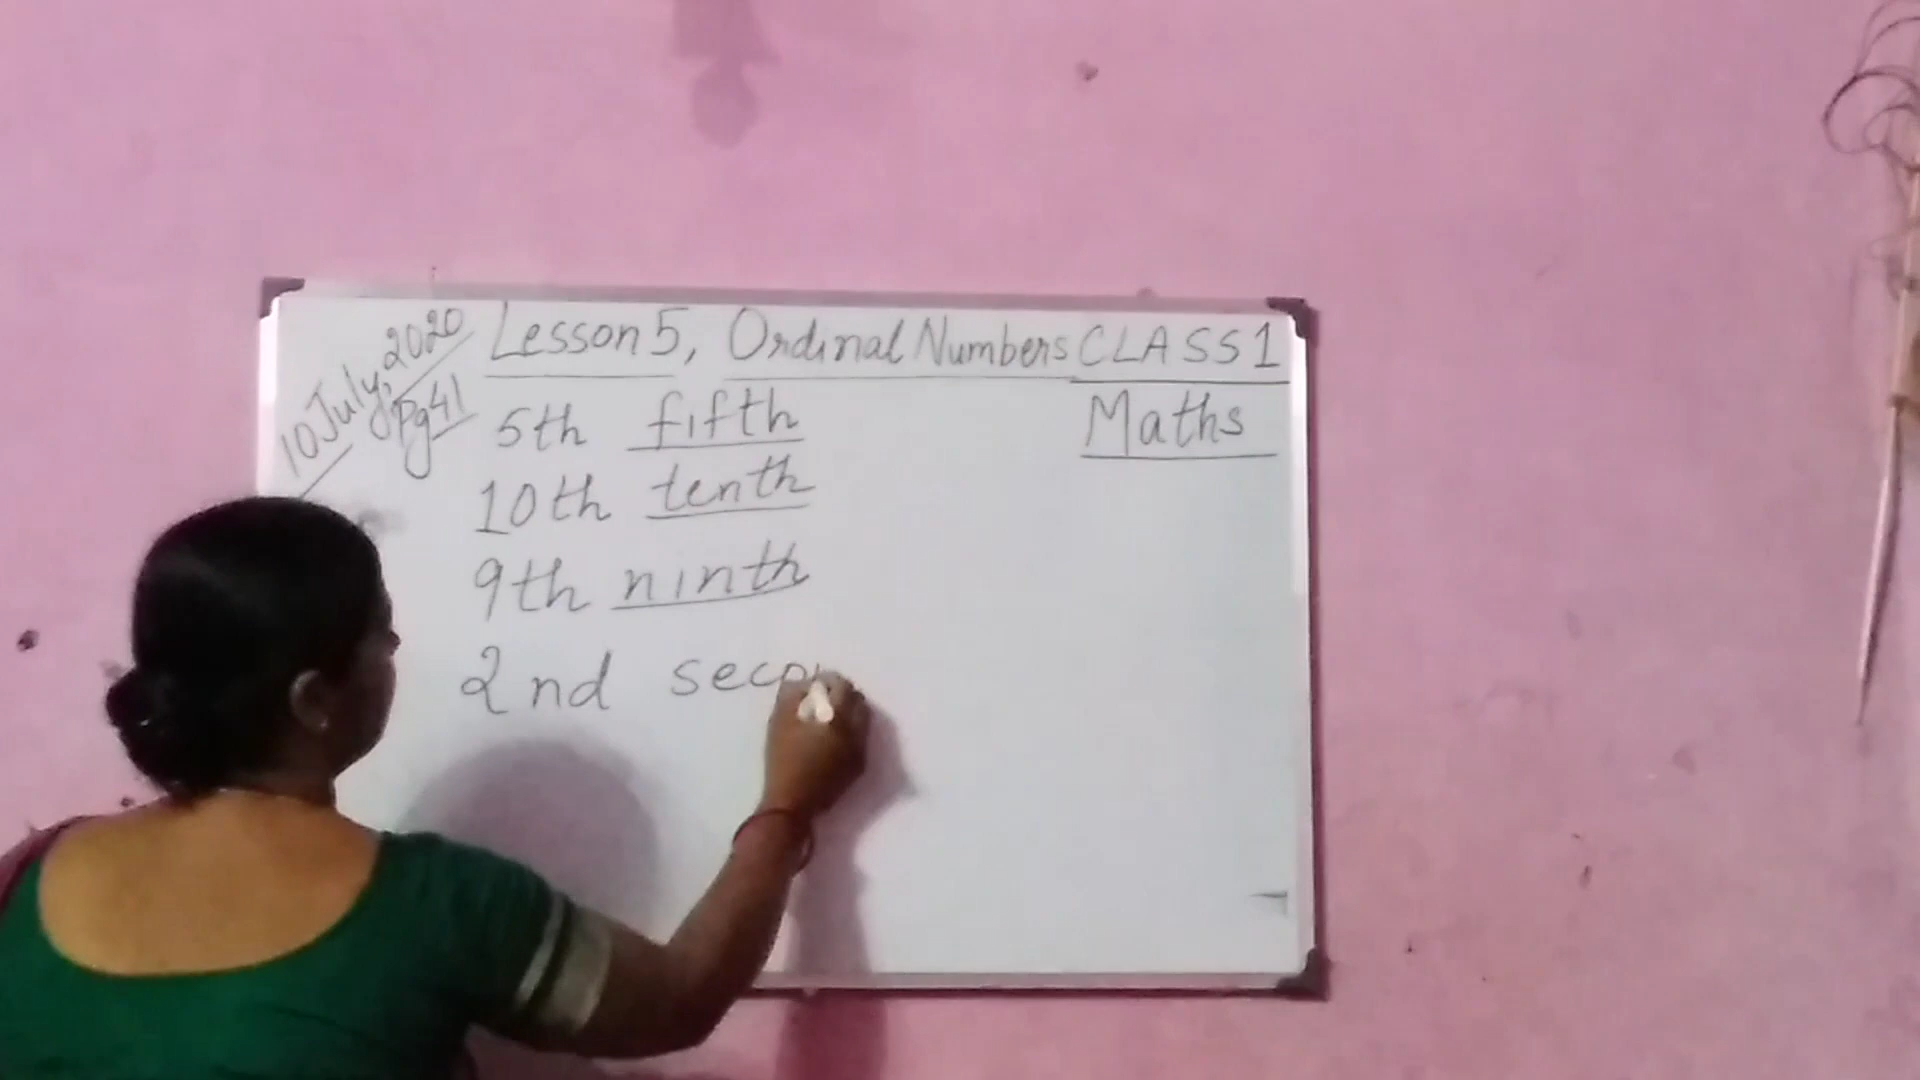 10 July, 2020
Pg 41
Lesson 5, Ordinal Numbers CLASS 1
Maths
5th fifth
10th tenth
9th ninth
2nd seco